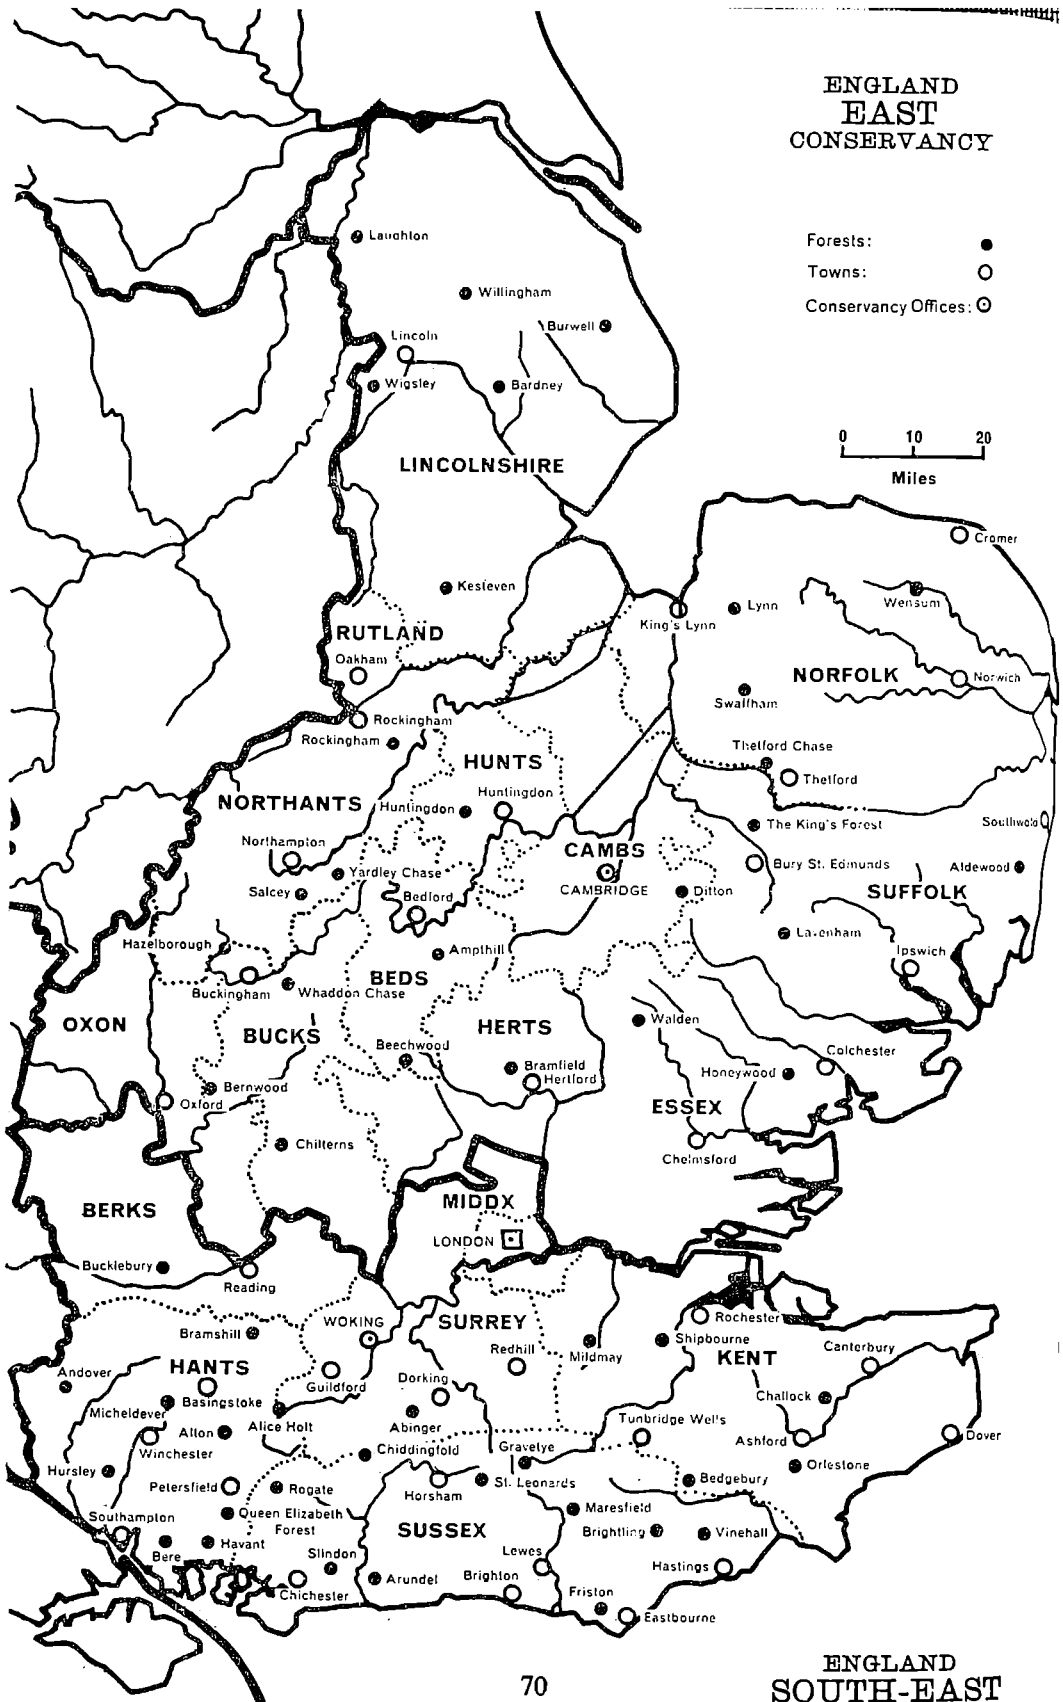 ENGLAND
EAST
CONSERVANCY
Forests:
Towns:
Conservancy Offices:
0 10 20
Miles
Laughton
Willingham
Burwell
Lincoln
Wigsley
Bardney
LINCOLNSHIRE
Cromer
Kesteven
Lynn
Wensum
King's Lynn
RUTLAND
Oakham
NORFOLK
Norwich
Swaffham
Rockingham
Rockingham
Thetford Chase
HUNTS
Thetford
NORTHANTS
Huntingdon
Huntingdon
The King's Forest
Southwold
Northampton
CAMBS
Yardley Chase
Bury St. Edmunds
Aldewood
Salcey
Bedford
CAMBRIDGE
Ditton
SUFFOLK
Hazelborough
Ampthill
Lavenham
Ipswich
BEDS
Buckingham
Whaddon Chase
OXON
BUCKS
HERTS
Walden
Beechwood
Colchester
Bramfield
Honeywood
Hertford
Bernwood
Oxford
ESSEX
Chilterns
Chelmsford
BERKS
MIDDX
LONDON
Bucklebury
Reading
Rochester
WOKING
SURREY
Bramshill
Shipbourne
Redhill
Mildmay
KENT
Canterbury
HANTS
Andover
Guildford
Dorking
Challock
Basingstoke
Micheldever
Alice Holt
Abinger
Tunbridge Wells
Alton
Ashford
Dover
Winchester
Chiddingfold
Gravelye
Hursley
Orlestone
Petersfield
Rogate
Horsham
St. Leonards
Bedgebury
Queen Elizabeth
Forest
Maresfield
Southampton
SUSSEX
Brightling
Vinehall
Bere
Havant
Slindon
Lewes
Hastings
Chichester
Arundel
Brighton
Friston
Eastbourne
70
ENGLAND
SOUTH-EAST